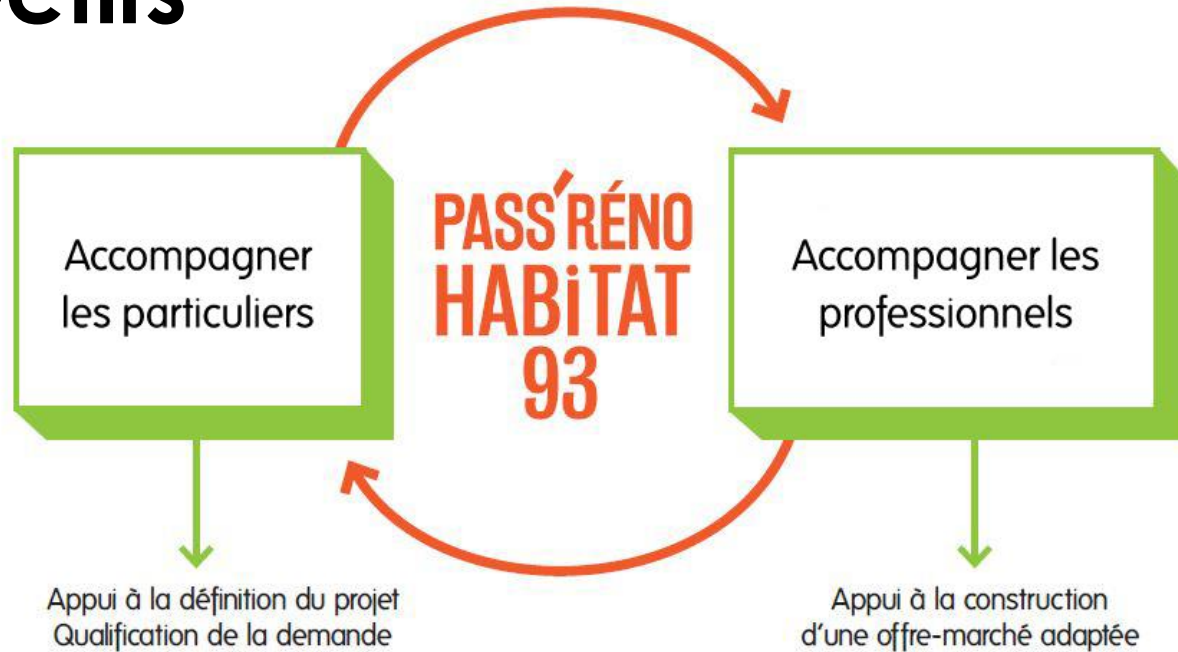 Accompagner
les particuliers
PASS'RÉNO
HABiTAT
93
Accompagner les
professionnels
Appui à la définition du projet
Qualification de la demande
Appui à la construction
d'une offre-marché adaptée